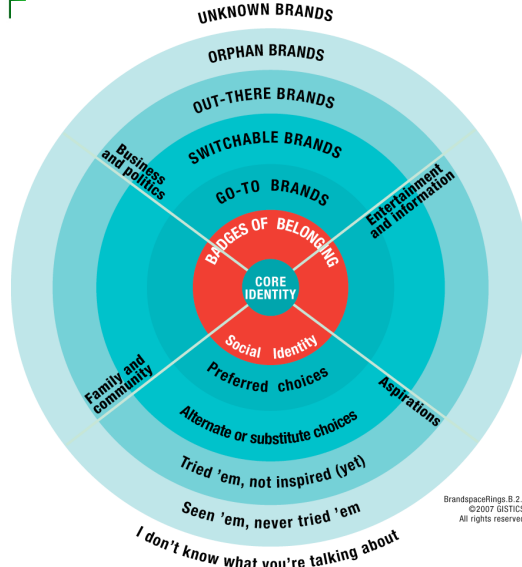 UNKNOWN BRANDS
ORPHAN BRANDS
OUT-THERE BRANDS
SWITCHABLE BRANDS
GO-TO BRANDS
BADGES OF BELONGING
Business
and politics
Entertainment
and information
CORE
IDENTITY
Social Identity
Preferred choices
Family and
community
Aspirations
Alternate or substitute choices
Tried 'em, not inspired (yet)
Seen 'em, never tried 'em
I don't know what you're talking about
BrandspaceRings.B.2.
©2007 GISTICS
All rights reserved